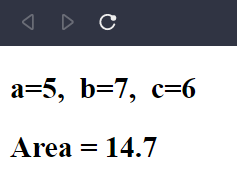 a=5, b=7, c=6
Area = 14.7